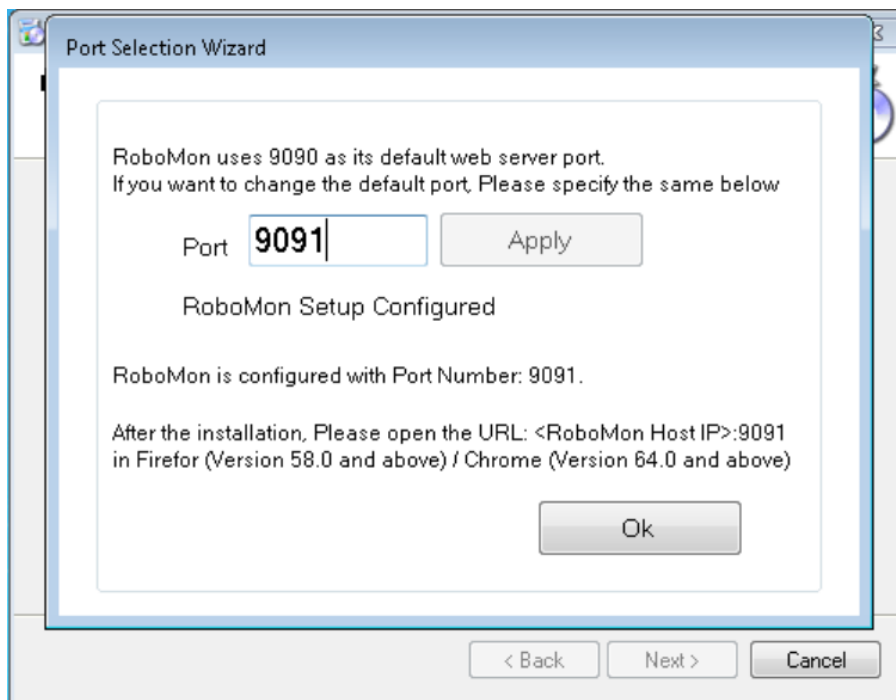 Port Selection Wizard
RoboMon uses 9090 as its default web server port.
If you want to change the default port, Please specify the same below
Port 9091 Apply
RoboMon Setup Configured
RoboMon is configured with Port Number: 9091.
After the installation, Please open the URL: <RoboMon Host IP>:9091
in Firefor (Version 58.0 and above) / Chrome (Version 64.0 and above)
Ok
< Back Next > Cancel